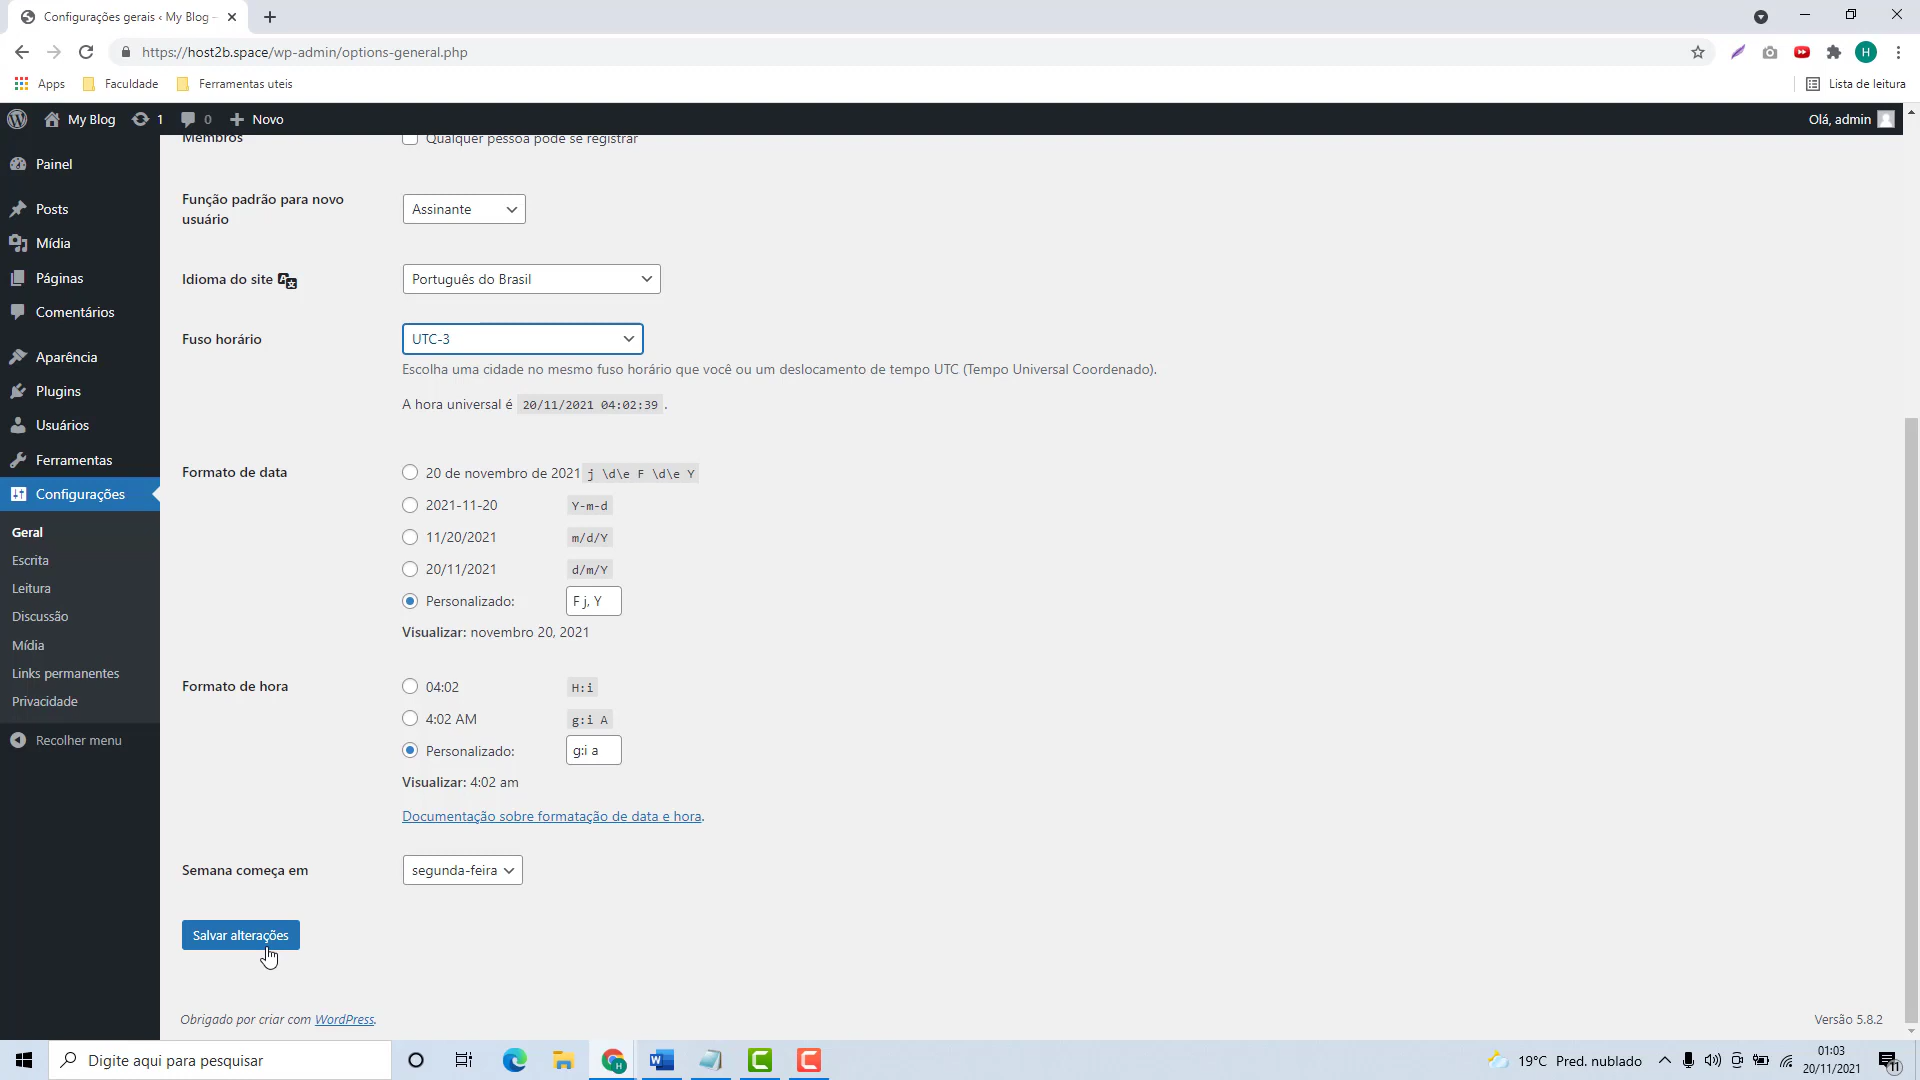 Configurações gerais ‹ My Blog -
https://host2b.space/wp-admin/options-general.php
H
Apps
Faculdade
Ferramentas uteis
Lista de leitura
My Blog
1
0
Novo
Olá, admin
Painel
Posts
Mídia
Páginas
Comentários
Aparência
Plugins
Usuários
Ferramentas
Configurações
Geral
Escrita
Leitura
Discussão
Mídia
Links permanentes
Privacidade
Recolher menu
Membros
Qualquer pessoa pode se registrar
Função padrão para novo
usuário
Assinante
Idioma do site
Português do Brasil
Fuso horário
UTC-3
Escolha uma cidade no mesmo fuso horário que você ou um deslocamento de tempo UTC (Tempo Universal Coordenado).
A hora universal é 20/11/2021 04:02:39 .
Formato de data
20 de novembro de 2021 j \d\e F \d\e Y
2021-11-20 Y-m-d
11/20/2021 m/d/Y
20/11/2021 d/m/Y
Personalizado: F j, Y
Visualizar: novembro 20, 2021
Formato de hora
04:02 H:i
4:02 AM g:i A
Personalizado: g:i a
Visualizar: 4:02 am
Documentação sobre formatação de data e hora.
Semana começa em
segunda-feira
Salvar alterações
Obrigado por criar com WordPress.
Versão 5.8.2
Digite aqui para pesquisar
19°C Pred. nublado
01:03
20/11/2021
11